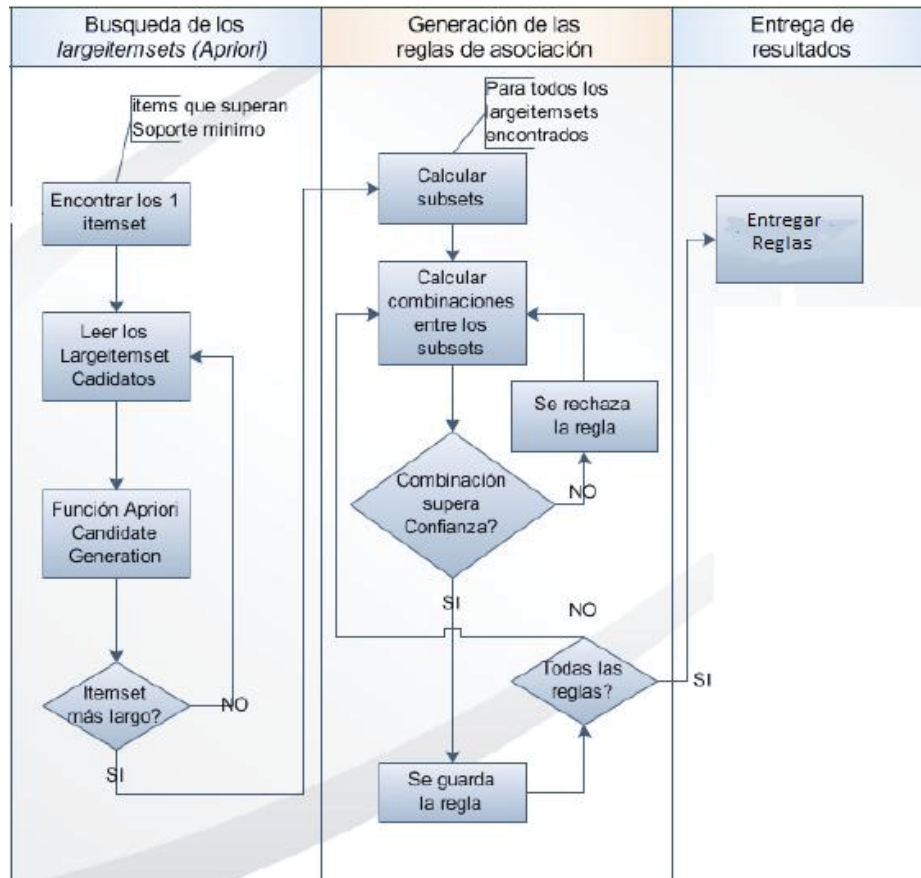 Busqueda de los
largeitemsets (Apriori)
Generación de las
reglas de asociación
Entrega de
resultados
items que superan
Soporte minimo
Encontrar los 1
itemset
Leer los
Largeitemset
Cadidatos
Función Apriori
Candidate
Generation
Itemset
más largo?
NO
SI
Para todos los
largeitemsets
encontrados
Calcular
subsets
Calcular
combinaciones
entre los
subsets
Se rechaza
la regla
Combinación
supera
Confianza?
NO
SI
NO
Todas las
reglas?
SI
Se guarda
la regla
Entregar
Reglas